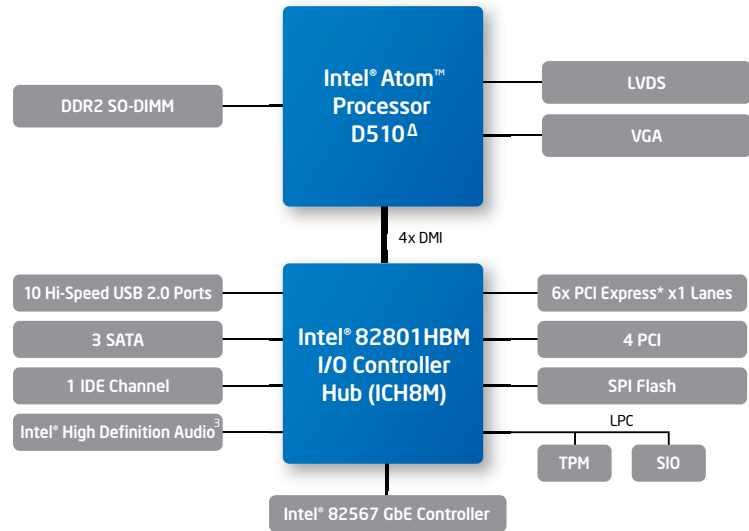 Intel® Atom™
Processor
D510Δ
DDR2 SO-DIMM
LVDS
VGA
4x DMI
10 Hi-Speed USB 2.0 Ports
3 SATA
1 IDE Channel
Intel® High Definition Audio3
Intel® 82801HBM
I/O Controller
Hub (ICH8M)
6x PCI Express* x1 Lanes
4 PCI
SPI Flash
LPC
TPM
SIO
Intel® 82567 GbE Controller